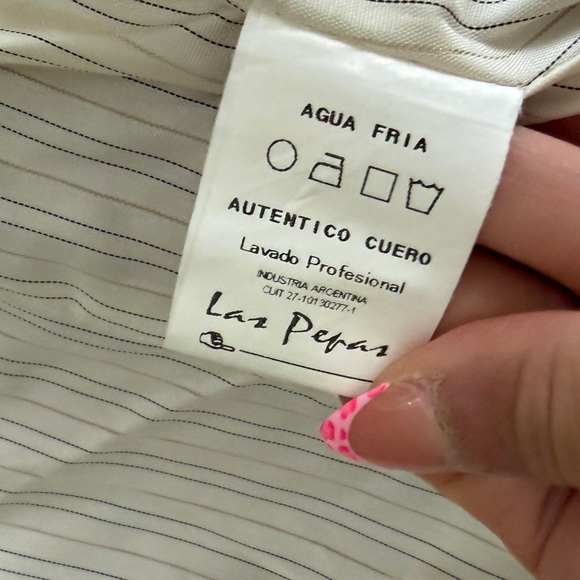 AGUA FRIA
AUTENTICO CUERO
Lavado Profesional
INDUSTRIA ARGENTINA
CUIT 27-10130277-1
Las Pepas